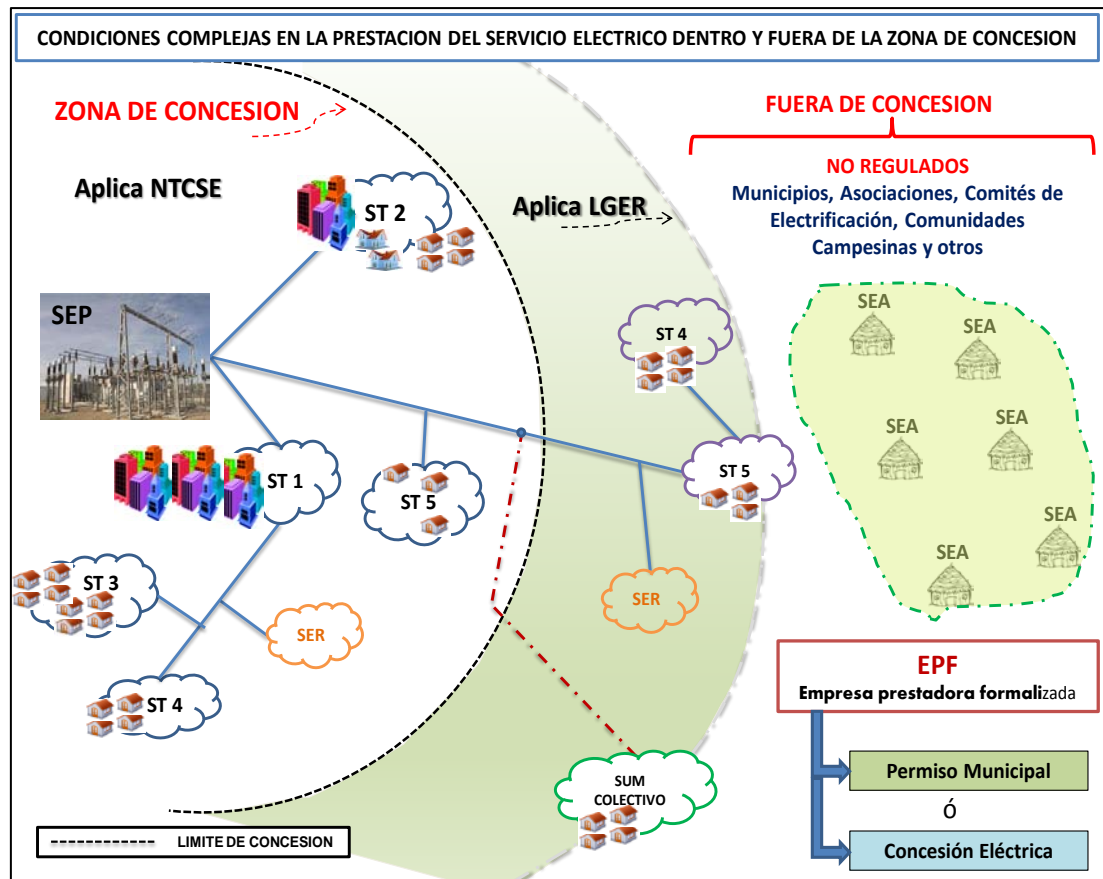 CONDICIONES COMPLEJAS EN LA PRESTACION DEL SERVICIO ELECTRICO DENTRO Y FUERA DE LA ZONA DE CONCESION
ZONA DE CONCESION
FUERA DE CONCESION
NO REGULADOS
Municipios, Asociaciones, Comités de
Electrificación, Comunidades
Campesinas y otros
Aplica NTCSE
Aplica LGER
ST 2
SEP
ST 4
SEA
SEA
SEA
SEA
SEA
SEA
ST 1
ST 5
ST 5
ST 3
SER
SER
ST 4
SUM
COLECTIVO
EPF
Empresa prestadora formalizada
Permiso Municipal
Ó
Concesión Eléctrica
LIMITE DE CONCESION